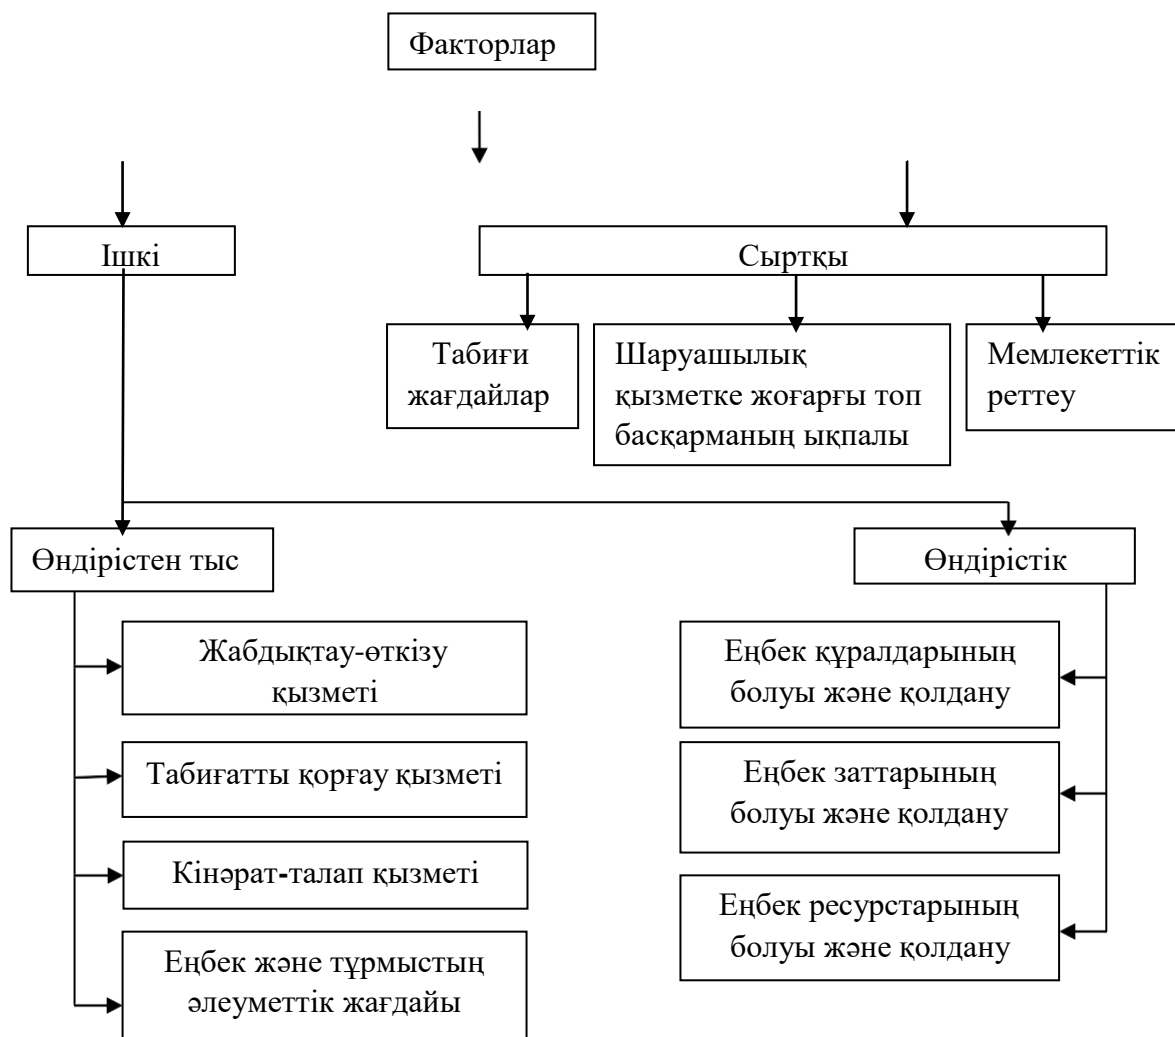 Факторлар
Ішкі
Сыртқы
Табиғи
жағдайлар
Шаруашылық
қызметке жоғарғы топ
басқарманың ықпалы
Мемлекеттік
реттеу
Өндірістен тыс
Өндірістік
Жабдықтау-өткізу
қызметі
Табиғатты қорғау қызметі
Кінәрат-талап қызметі
Еңбек және тұрмыстың
әлеуметтік жағдайы
Еңбек құралдарының
болуы және қолдану
Еңбек заттарының
болуы және қолдану
Еңбек ресурстарының
болуы және қолдану